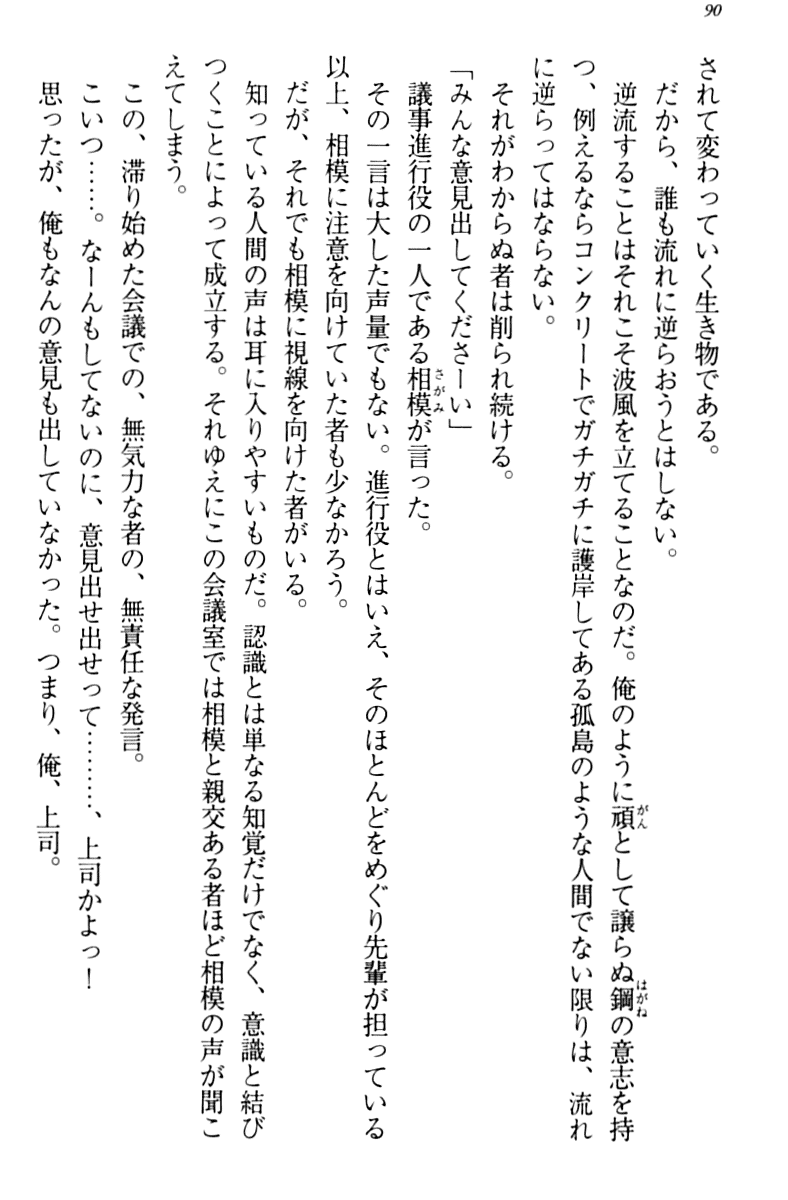 90
されて変わっていく生き物である。
だから、誰も流れに逆らおうとはしない。
逆流することはそれこそ波風を立てることなのだ。俺のように頑として譲らぬ鋼の意志を持
つ、例えるならコンクリートでガチガチに護岸してある孤島のような人間でない限りは、流れ
に逆らってはならない。
それがわからぬ者は削られ続ける。
「みんな意見出してくださーい」
議事進行役の一人である相模が言った。
その一言は大した声量でもない。進行役とはいえ、そのほとんどをめぐり先輩が担っている
以上、相模に注意を向けていた者も少なかろう。
だが、それでも相模に視線を向けた者がいる。
知っている人間の声は耳に入りやすいものだ。認識とは単なる知覚だけでなく、意識と結び
つくことによって成立する。それゆえにこの会議室では相模と親交ある者ほど相模の声が聞こ
えてしまう。
この、滞り始めた会議での、無気力な者の、無責任な発言。
こいつ……。なーんもしてないのに、意見出せ出せって………、上司かよっ！
思ったが、俺もなんの意見も出していなかった。つまり、俺、上司。